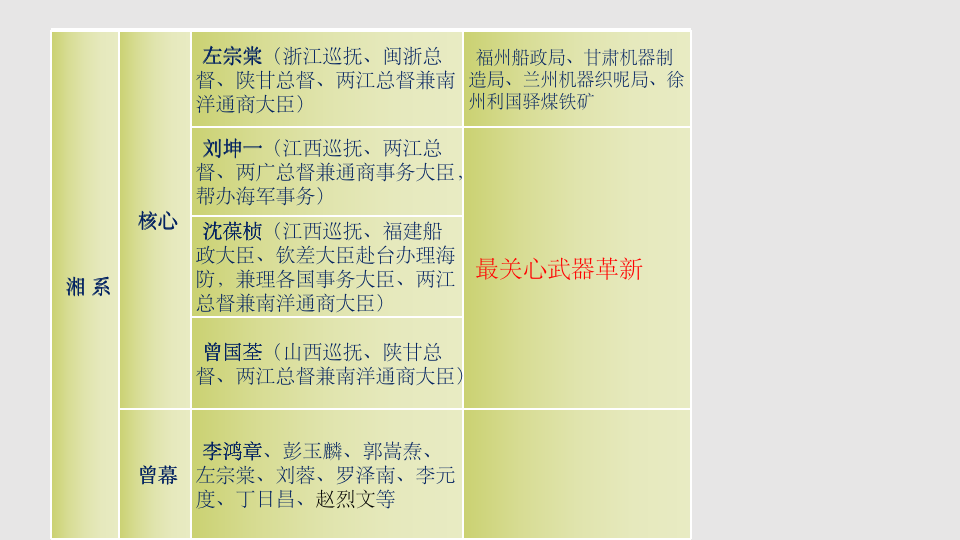 湘 系
核心
左宗棠（浙江巡抚、闽浙总
督、陕甘总督、两江总督兼南
洋通商大臣）
福州船政局、甘肃机器制
造局、兰州机器织呢局、徐
州利国驿煤铁矿
刘坤一（江西巡抚、两江总
督、两广总督兼通商事务大臣，
帮办海军事务）
最关心武器革新
沈葆桢（江西巡抚、福建船
政大臣、钦差大臣赴台办理海
防，兼理各国事务大臣、两江
总督兼南洋通商大臣）
曾国荃（山西巡抚、陕甘总
督、两江总督兼南洋通商大臣）
曾幕
李鸿章、彭玉麟、郭嵩焘、
左宗棠、刘蓉、罗泽南、李元
度、丁日昌、赵烈文等